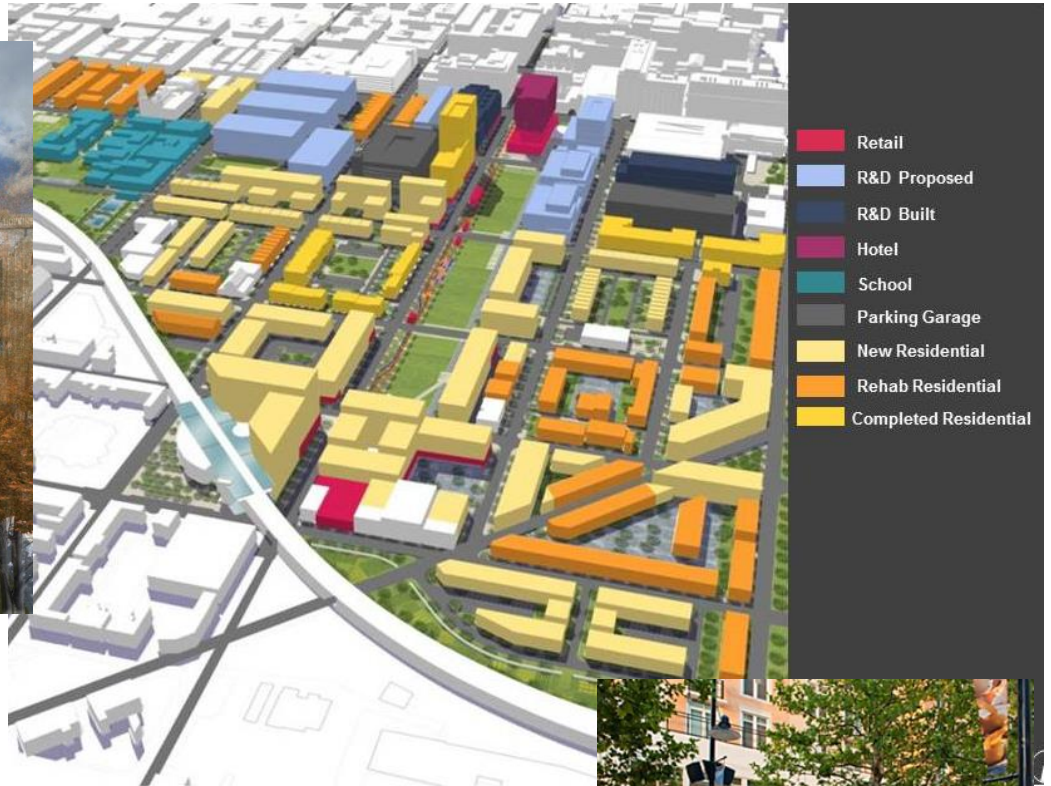 Retail
R&D Proposed
R&D Built
Hotel
School
Parking Garage
New Residential
Rehab Residential
Completed Residential